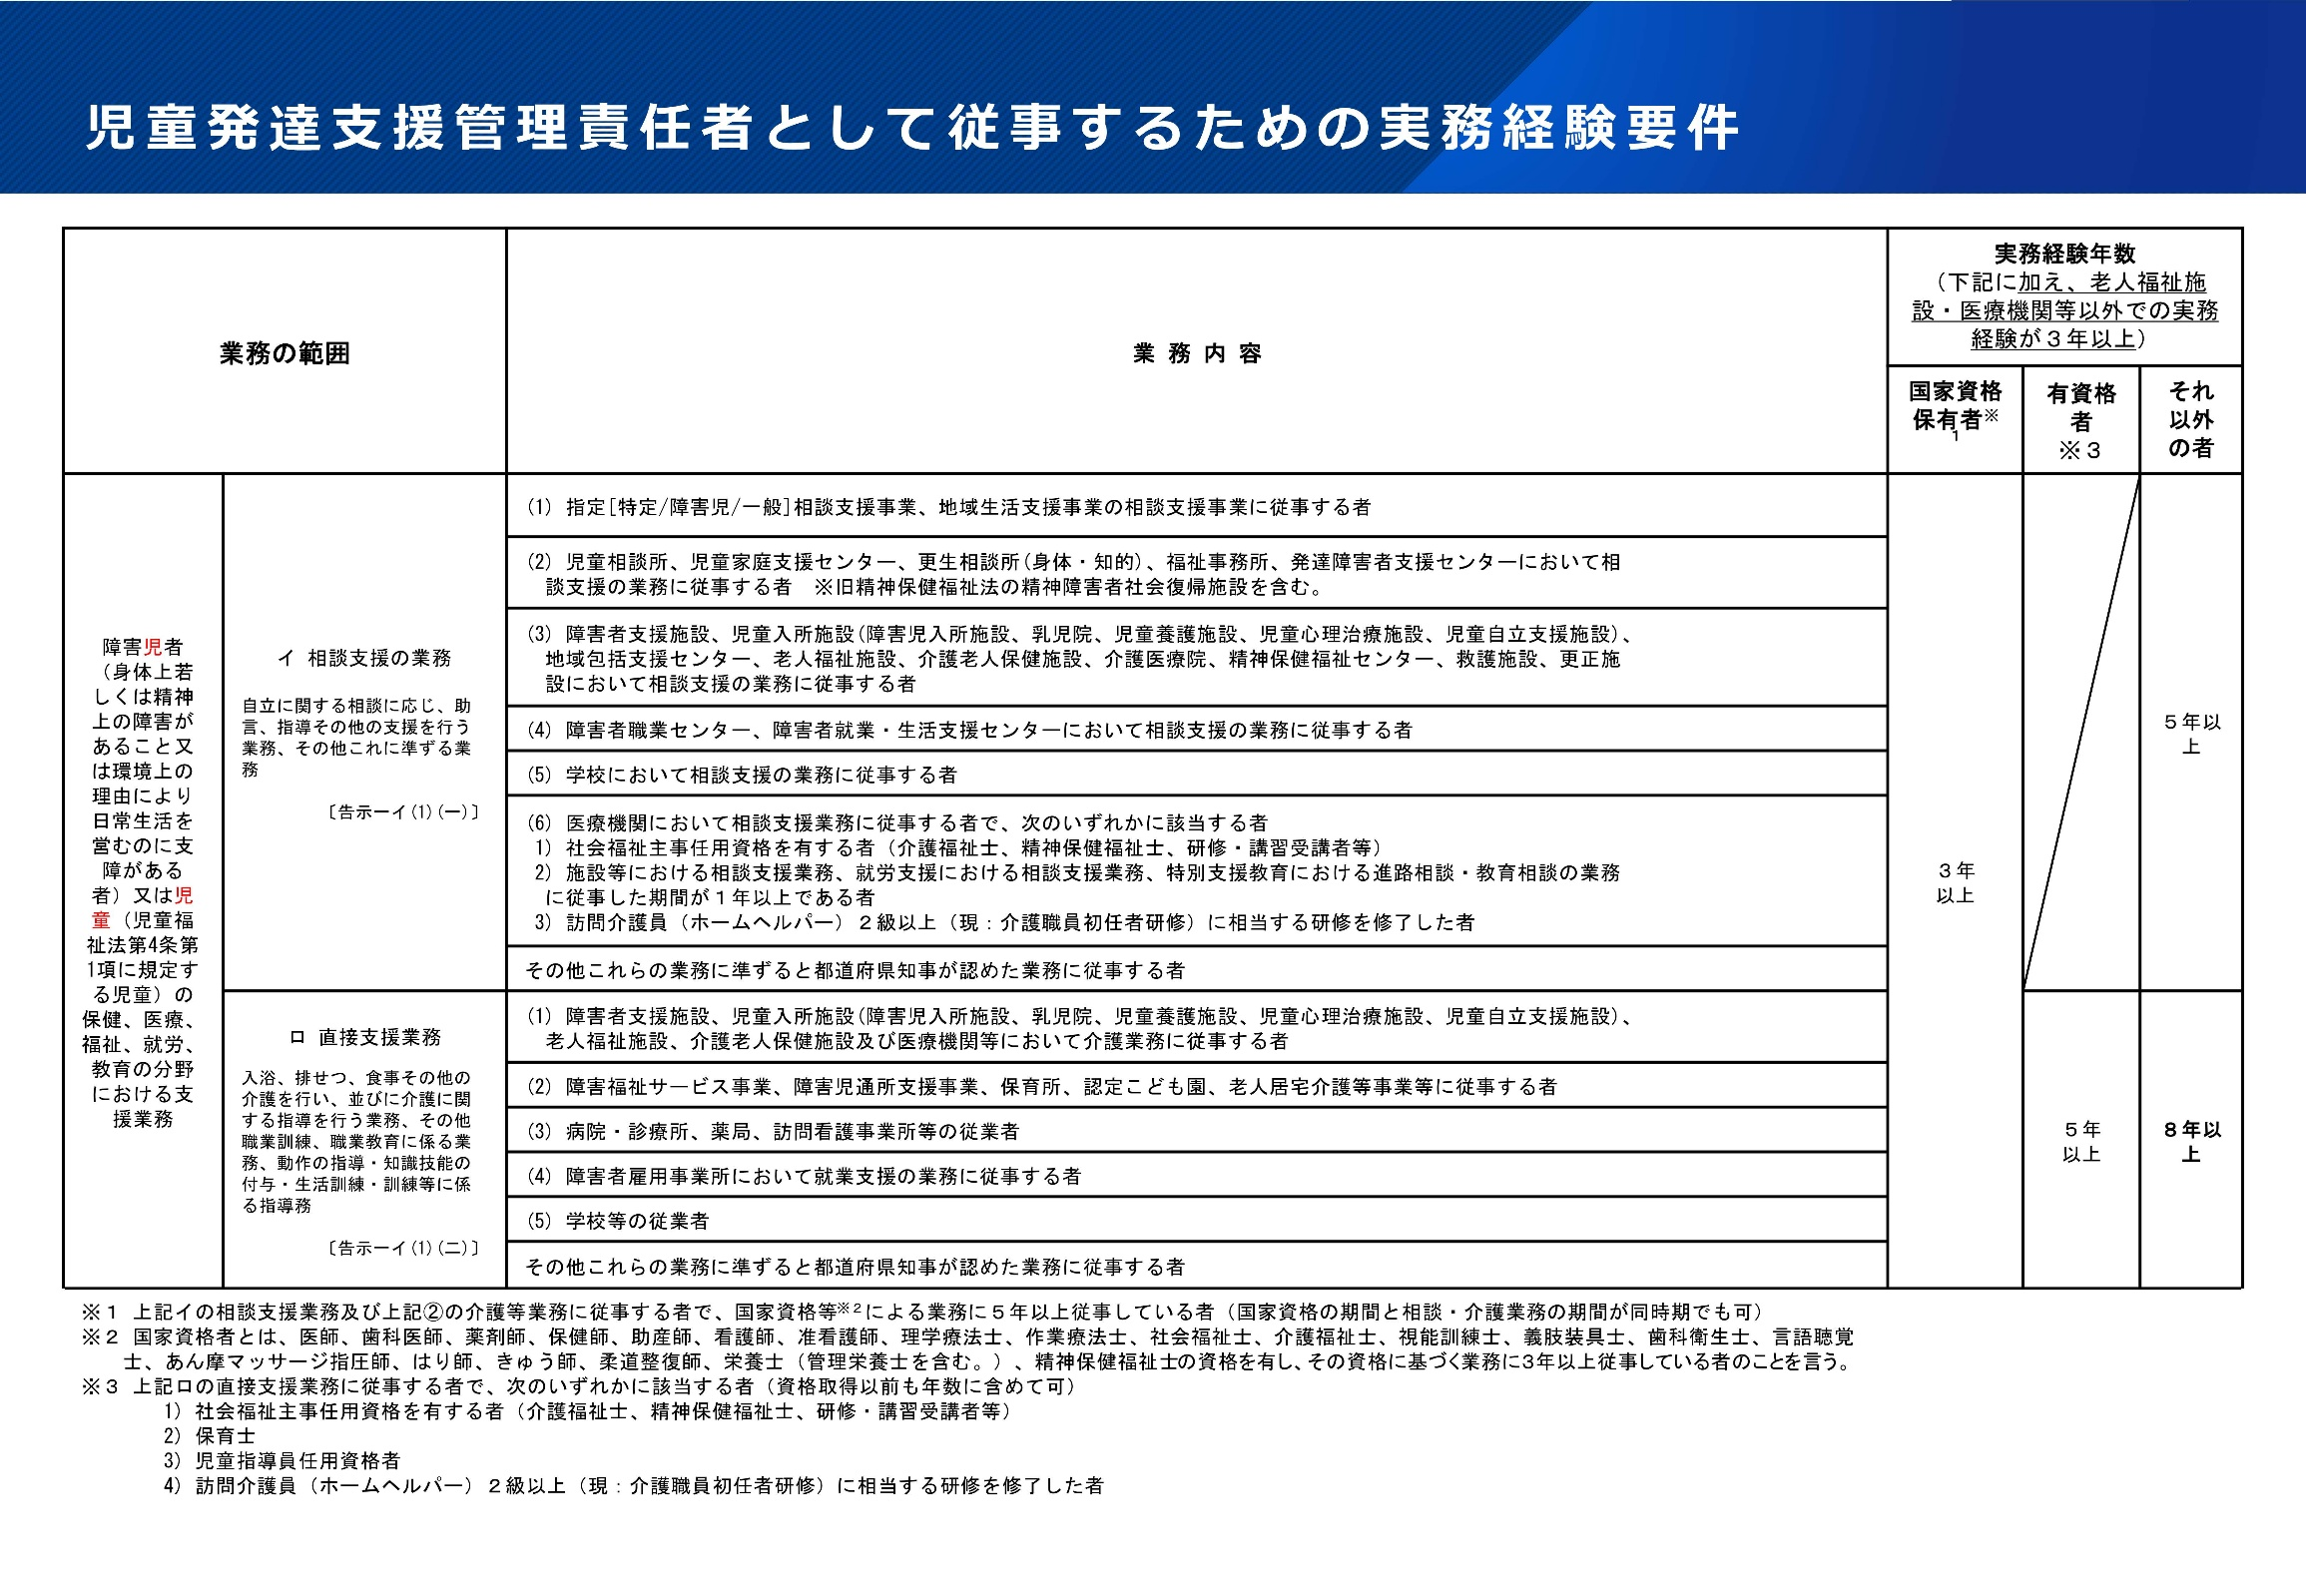 児童発達支援管理責任者として従事するための実務経験要件
業務の範囲
業 務 内 容
実務経験年数
（下記に加え、老人福祉施
設・医療機関等以外での実務
経験が３年以上）
国家資格
保有者※
1
有資格
者
※３
それ
以外
の者
障害児者
（身体上若
しくは精神
上の障害が
あること又
は環境上の
理由により
日常生活を
営むのに支
障がある
者）又は児
童（児童福
祉法第4条第
1項に規定す
る児童）の
保健、医療、
福祉、就労、
教育の分野
における支
援業務
イ 相談支援の業務
自立に関する相談に応じ、助
言、指導その他の支援を行う
業務、その他これに準ずる業
務
〔告示一イ(1)(一)〕
(1) 指定[特定/障害児/一般]相談支援事業、地域生活支援事業の相談支援事業に従事する者
(2) 児童相談所、児童家庭支援センター、更生相談所(身体・知的)、福祉事務所、発達障害者支援センターにおいて相
談支援の業務に従事する者　※旧精神保健福祉法の精神障害者社会復帰施設を含む。
(3) 障害者支援施設、児童入所施設(障害児入所施設、乳児院、児童養護施設、児童心理治療施設、児童自立支援施設)、
地域包括支援センター、老人福祉施設、介護老人保健施設、介護医療院、精神保健福祉センター、救護施設、更正施
設において相談支援の業務に従事する者
(4) 障害者職業センター、障害者就業・生活支援センターにおいて相談支援の業務に従事する者
(5) 学校において相談支援の業務に従事する者
(6) 医療機関において相談支援業務に従事する者で、次のいずれかに該当する者
1) 社会福祉主事任用資格を有する者（介護福祉士、精神保健福祉士、研修・講習受講者等）
2) 施設等における相談支援業務、就労支援における相談支援業務、特別支援教育における進路相談・教育相談の業務
に従事した期間が１年以上である者
3) 訪問介護員（ホームヘルパー）２級以上（現：介護職員初任者研修）に相当する研修を修了した者
その他これらの業務に準ずると都道府県知事が認めた業務に従事する者
３年
以上
５年以
上
ロ 直接支援業務
入浴、排せつ、食事その他の
介護を行い、並びに介護に関
する指導を行う業務、その他
職業訓練、職業教育に係る業
務、動作の指導・知識技能の
付与・生活訓練・訓練等に係
る指導務
〔告示一イ(1)(二)〕
(1) 障害者支援施設、児童入所施設(障害児入所施設、乳児院、児童養護施設、児童心理治療施設、児童自立支援施設)、
老人福祉施設、介護老人保健施設及び医療機関等において介護業務に従事する者
(2) 障害福祉サービス事業、障害児通所支援事業、保育所、認定こども園、老人居宅介護等事業等に従事する者
(3) 病院・診療所、薬局、訪問看護事業所等の従業者
(4) 障害者雇用事業所において就業支援の業務に従事する者
(5) 学校等の従業者
その他これらの業務に準ずると都道府県知事が認めた業務に従事する者
５年
以上
８年以
上
※１ 上記イの相談支援業務及び上記②の介護等業務に従事する者で、国家資格等※２による業務に５年以上従事している者（国家資格の期間と相談・介護業務の期間が同時期でも可）
※２ 国家資格者とは、医師、歯科医師、薬剤師、保健師、助産師、看護師、准看護師、理学療法士、作業療法士、社会福祉士、介護福祉士、視能訓練士、義肢装具士、歯科衛生士、言語聴覚
士、あん摩マッサージ指圧師、はり師、きゅう師、柔道整復師、栄養士（管理栄養士を含む。）、精神保健福祉士の資格を有し、その資格に基づく業務に3年以上従事している者のことを言う。
※３ 上記ロの直接支援業務に従事する者で、次のいずれかに該当する者（資格取得以前も年数に含めて可）
1) 社会福祉主事任用資格を有する者（介護福祉士、精神保健福祉士、研修・講習受講者等）
2) 保育士
3) 児童指導員任用資格者
4) 訪問介護員（ホームヘルパー）２級以上（現：介護職員初任者研修）に相当する研修を修了した者